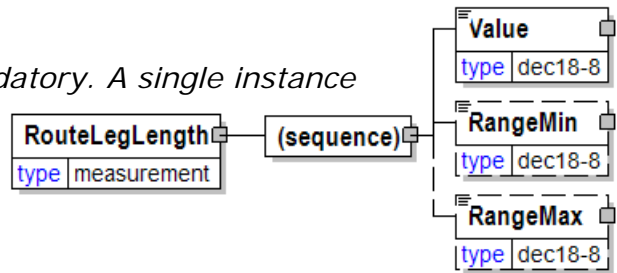 Value
type dec18-8
datory. A single instance
RangeMin
type dec18-8
RouteLegLength
type measurement
(sequence)
RangeMax
type dec18-8